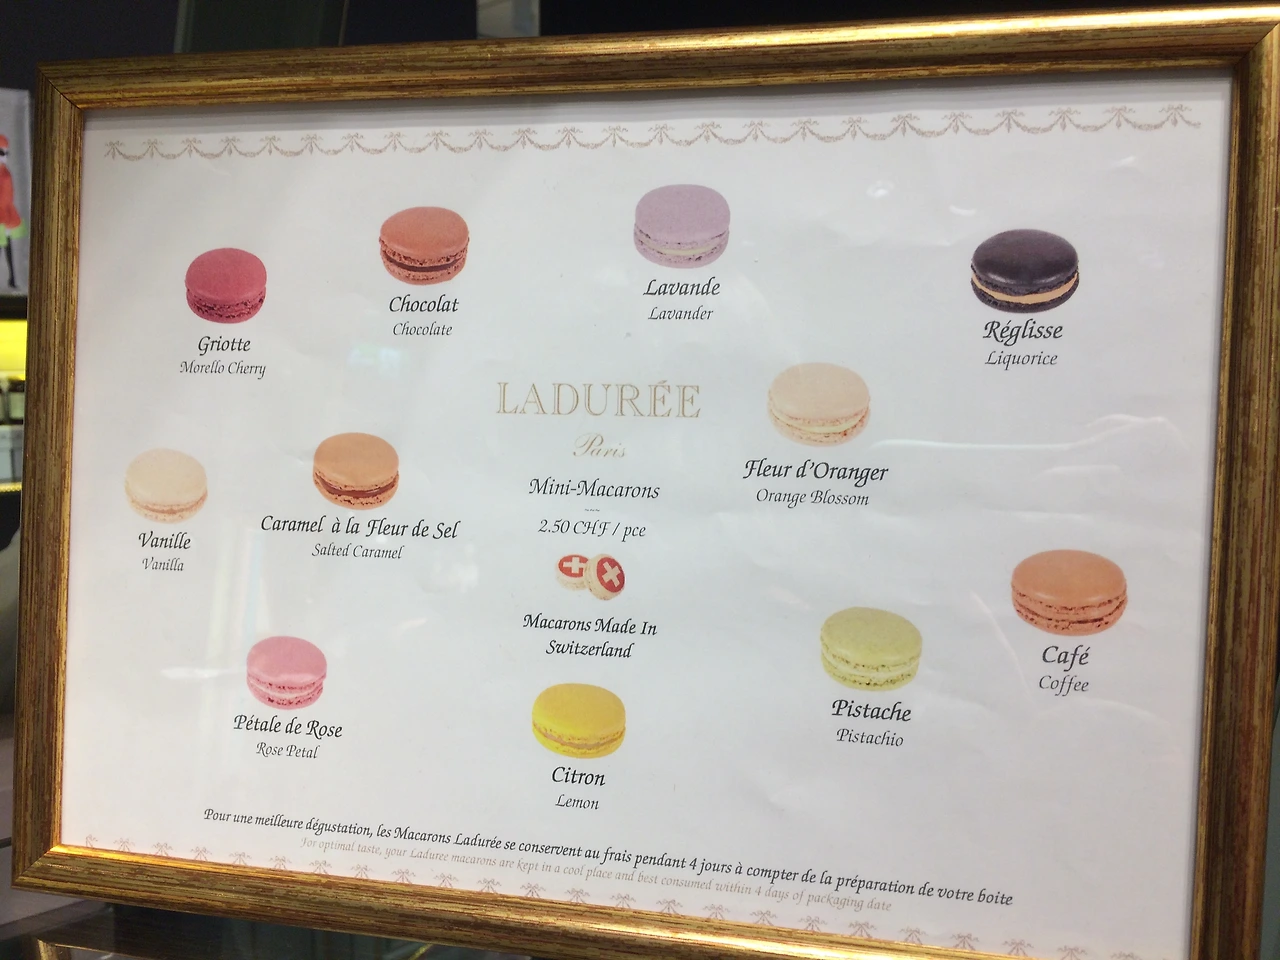 Griotte
Morello Cherry
Chocolat
Chocolate
Lavande
Lavander
Réglisse
Liquorice
LADURÉE
Paris
Mini-Macarons
~~~
2.50 CHF / pce
Macarons Made In
Switzerland
Fleur d'Oranger
Orange Blossom
Vanille
Vanilla
Caramel à la Fleur de Sel
Salted Caramel
Café
Coffee
Pétale de Rose
Rose Petal
Citron
Lemon
Pistache
Pistachio
Pour une meilleure dégustation, les Macarons Ladurée se conservent au frais pendant 4 jours à compter de la préparation de votre boite
For optimal taste, your Laduree macarons are kept in a cool place and best consumed within 4 days of packaging date